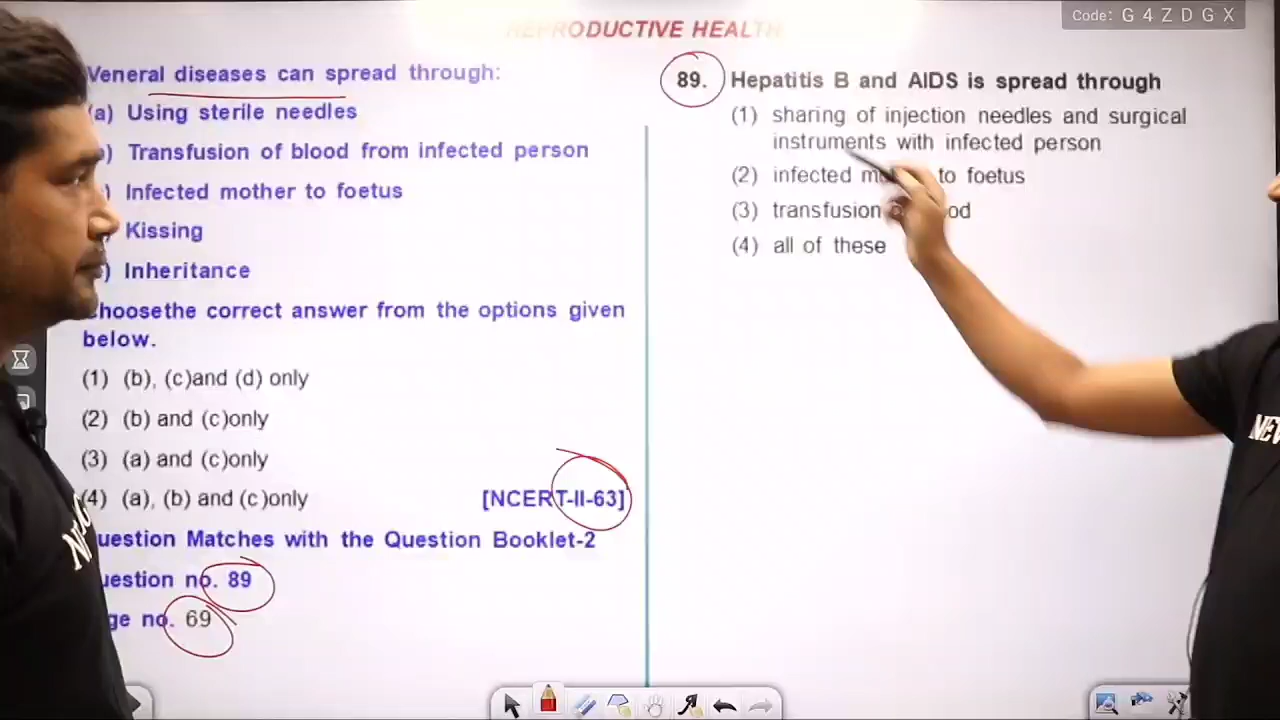 Code: G 4 Z D G X
REPRODUCTIVE HEALTH
Veneral diseases can spread through:
a) Using sterile needles
) Transfusion of blood from infected person
) Infected mother to foetus
Kissing
) Inheritance
hoosethe correct answer from the options given
below.
(1) (b), (c)and (d) only
(2) (b) and (c)only
(3) (a) and (c)only
(4) (a), (b) and (c)only
[NCERT-II-63]
uestion Matches with the Question Booklet-2
uestion no. 89
ge no. 69
89. Hepatitis B and AIDS is spread through
(1) sharing of injection needles and surgical
instruments with infected person
(2) infected to foetus
(3) transfusion
(4) all of these